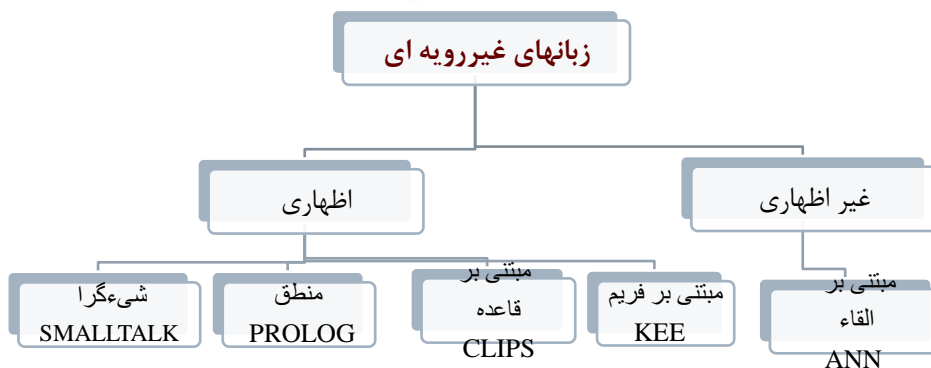 زبانهای غیررویه ای
اظهاری
غیر اظهاری
شیءگرا
SMALLTALK
منطق
PROLOG
مبتنی بر
قاعده
CLIPS
مبتنی بر فریم
KEE
مبتنی بر
القاء
ANN